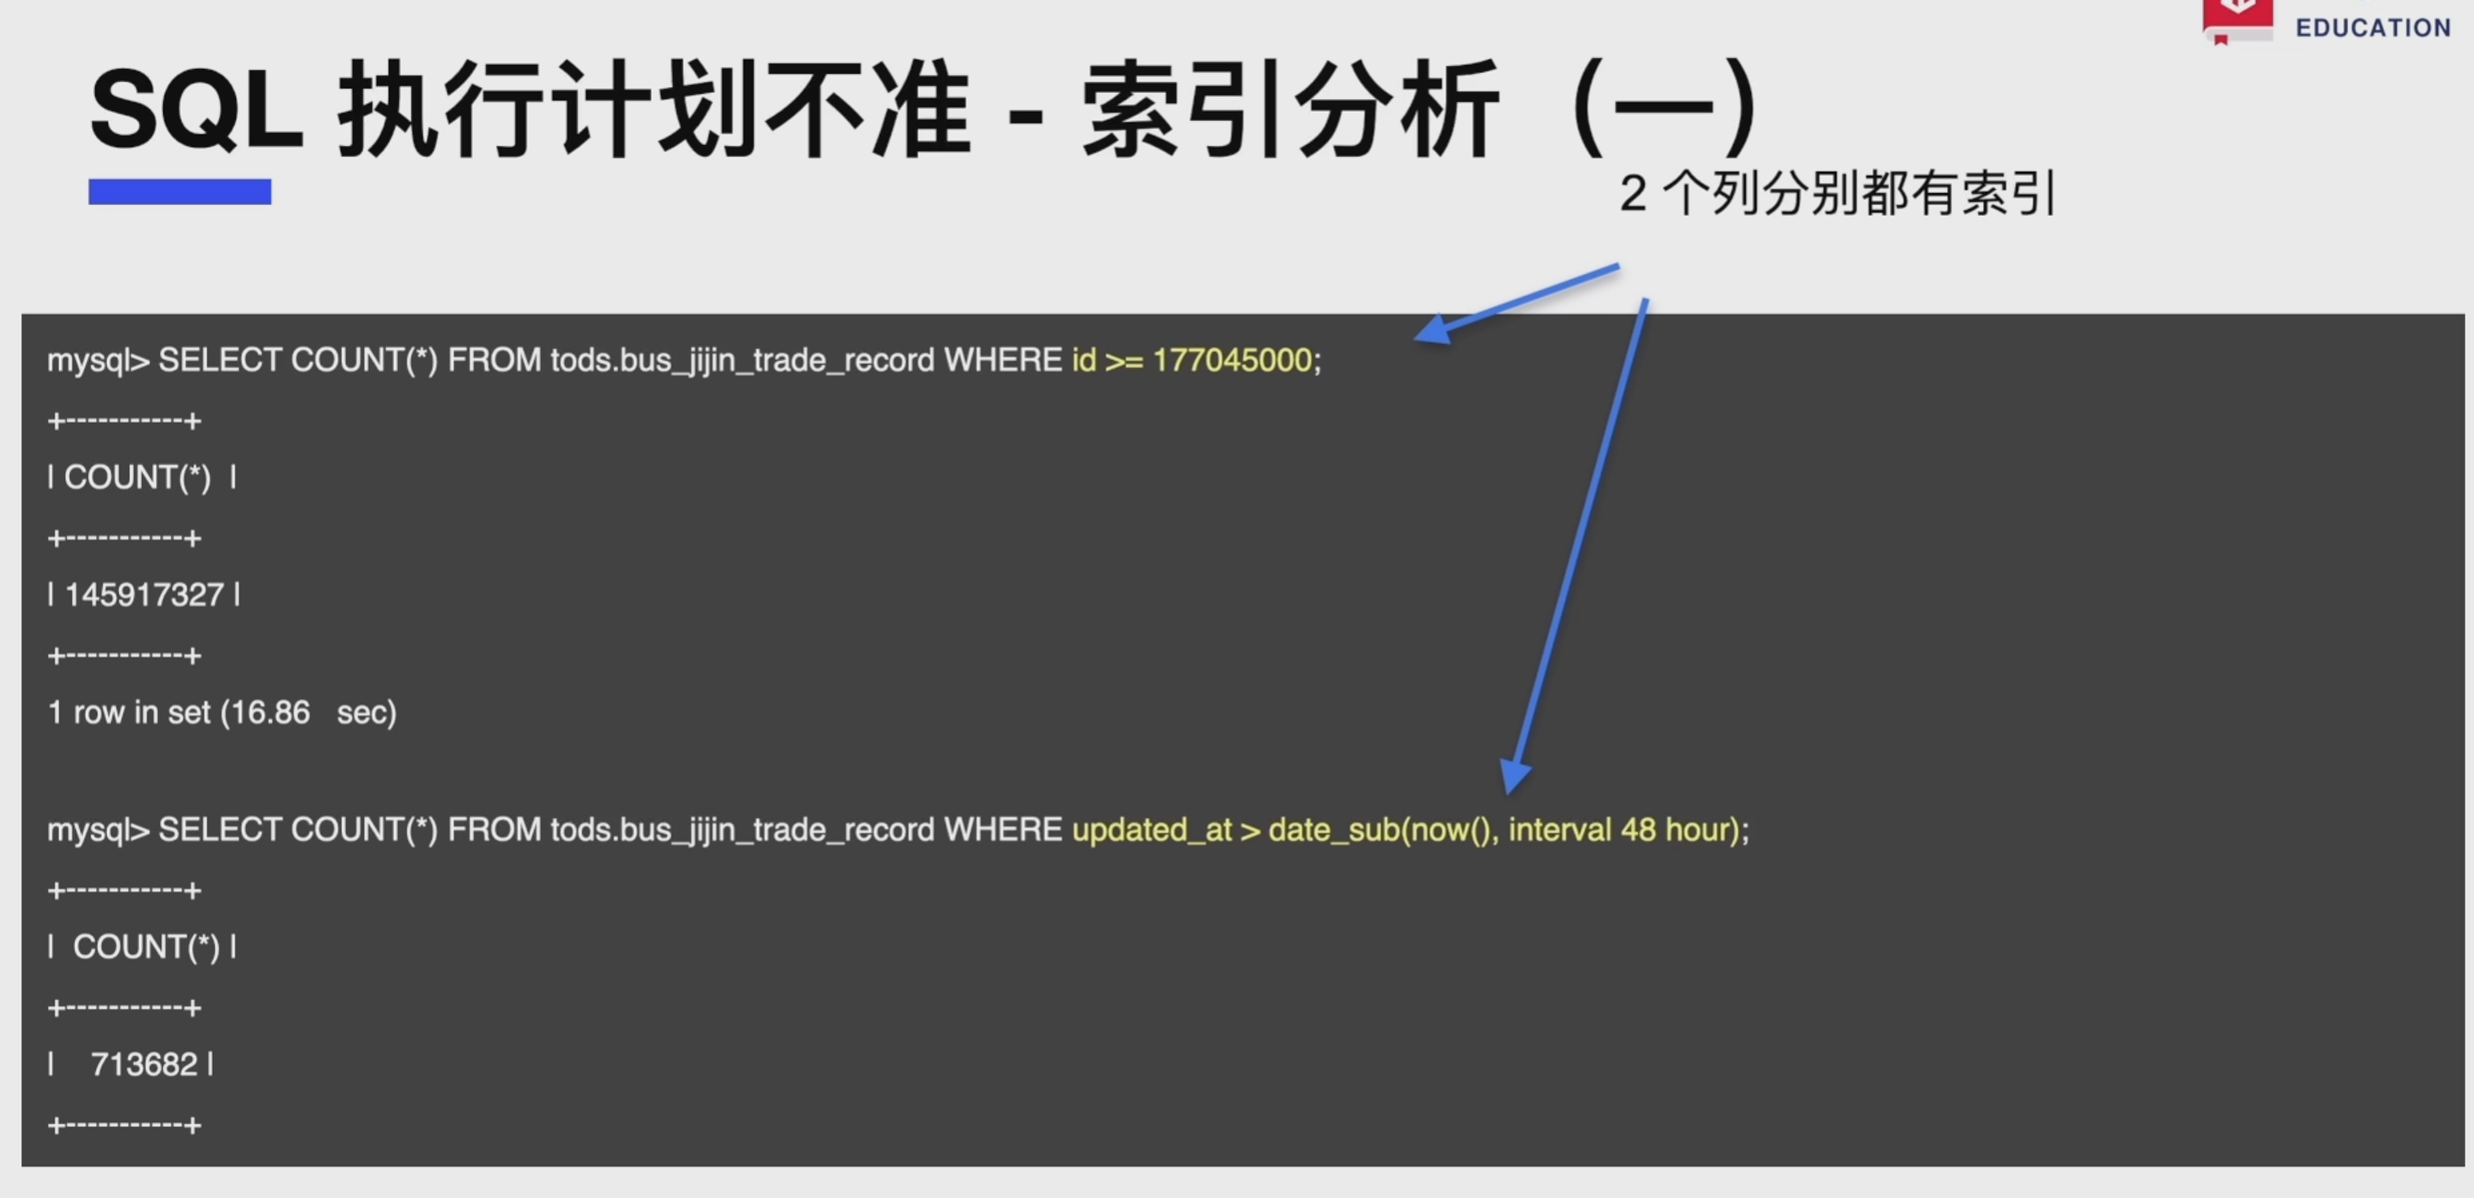 EDUCATION
SQL 执行计划不准 - 索引分析（一）
2 个列分别都有索引
mysql> SELECT COUNT(*) FROM tods.bus_jijin_trade_record WHERE id >= 177045000;
+-----------+
| COUNT(*) |
+-----------+
| 145917327 |
+-----------+
1 row in set (16.86 sec)
mysql> SELECT COUNT(*) FROM tods.bus_jijin_trade_record WHERE updated_at > date_sub(now(), interval 48 hour);
+-----------+
| COUNT(*) |
+-----------+
| 713682 |
+-----------+